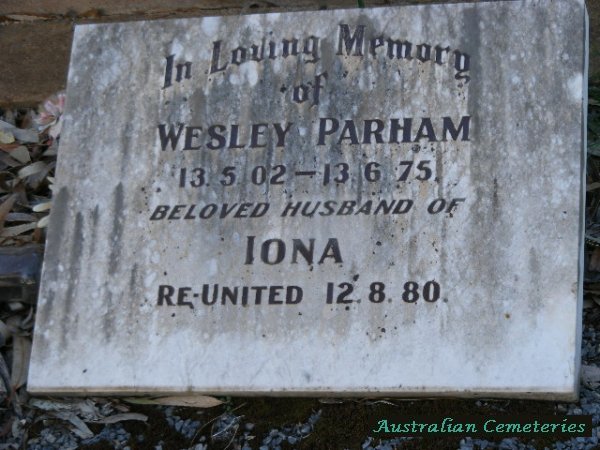 In Loving Memory
of
WESLEY PARHAM
13.5.02 - 13.6.75.
BELOVED HUSBAND OF
IONA
RE-UNITED 12.8.80.
Australian Cemeteries